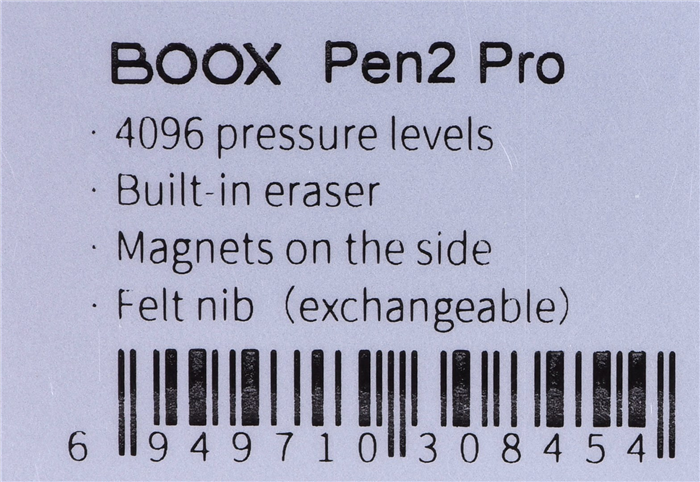 BOOX Pen2 Pro
· 4096 pressure levels
· Built-in eraser
· Magnets on the side
· Felt nib（exchangeable）
6 949710 308454